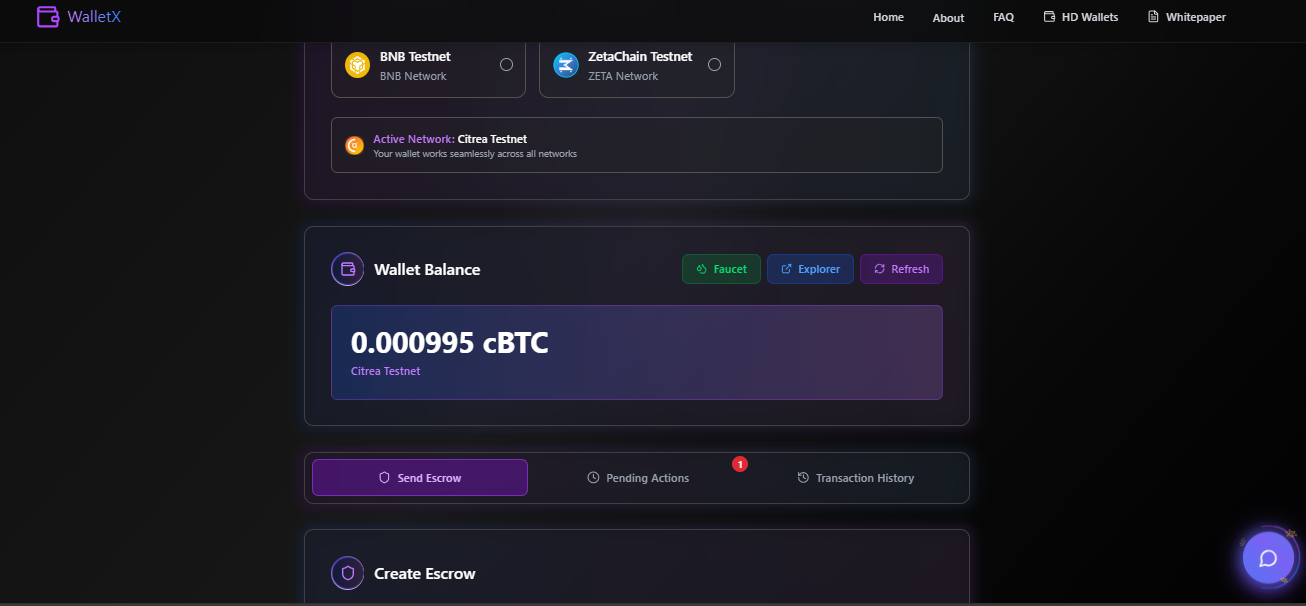 WalletX
Home About FAQ HD Wallets Whitepaper
BNB Testnet
BNB Network
ZetaChain Testnet
ZETA Network
Active Network: Citrea Testnet
Your wallet works seamlessly across all networks
Wallet Balance
Faucet Explorer Refresh
0.000995 cBTC
Citrea Testnet
Send Escrow
Pending Actions
1
Transaction History
Create Escrow